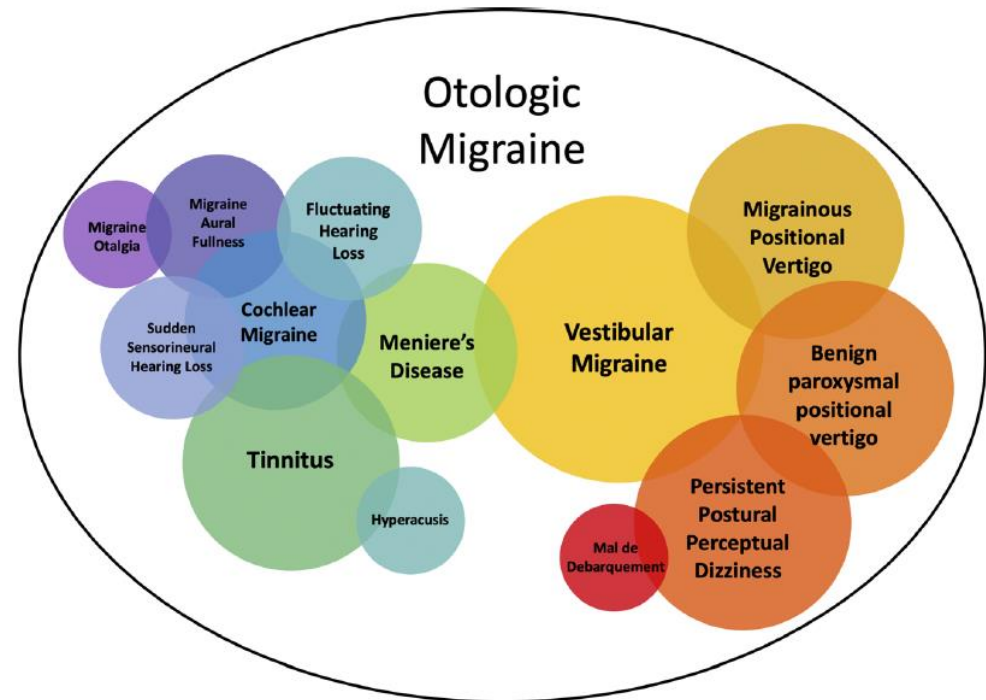 Otologic
Migraine
Migraine
Otalgia
Migraine
Aural
Fullness
Fluctuating
Hearing
Loss
Sudden
Sensorineural
Hearing Loss
Cochlear
Migraine
Meniere’s
Disease
Tinnitus
Hyperacusis
Vestibular
Migraine
Migrainous
Positional
Vertigo
Benign
paroxysmal
positional
vertigo
Persistent
Postural
Perceptual
Dizziness
Mal de
Debarquement